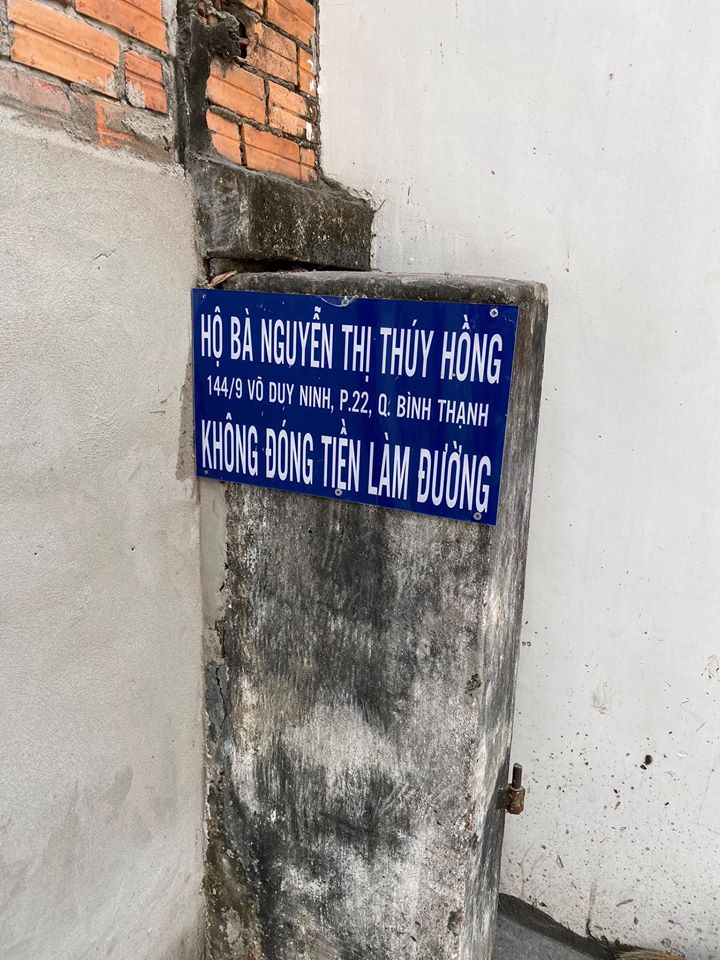 HỘ BÀ NGUYỄN THỊ THÚY HỒNG
144/9 VÕ DUY NINH, P.22, Q. BÌNH THẠNH
KHÔNG ĐÓNG TIỀN LÀM ĐƯỜNG